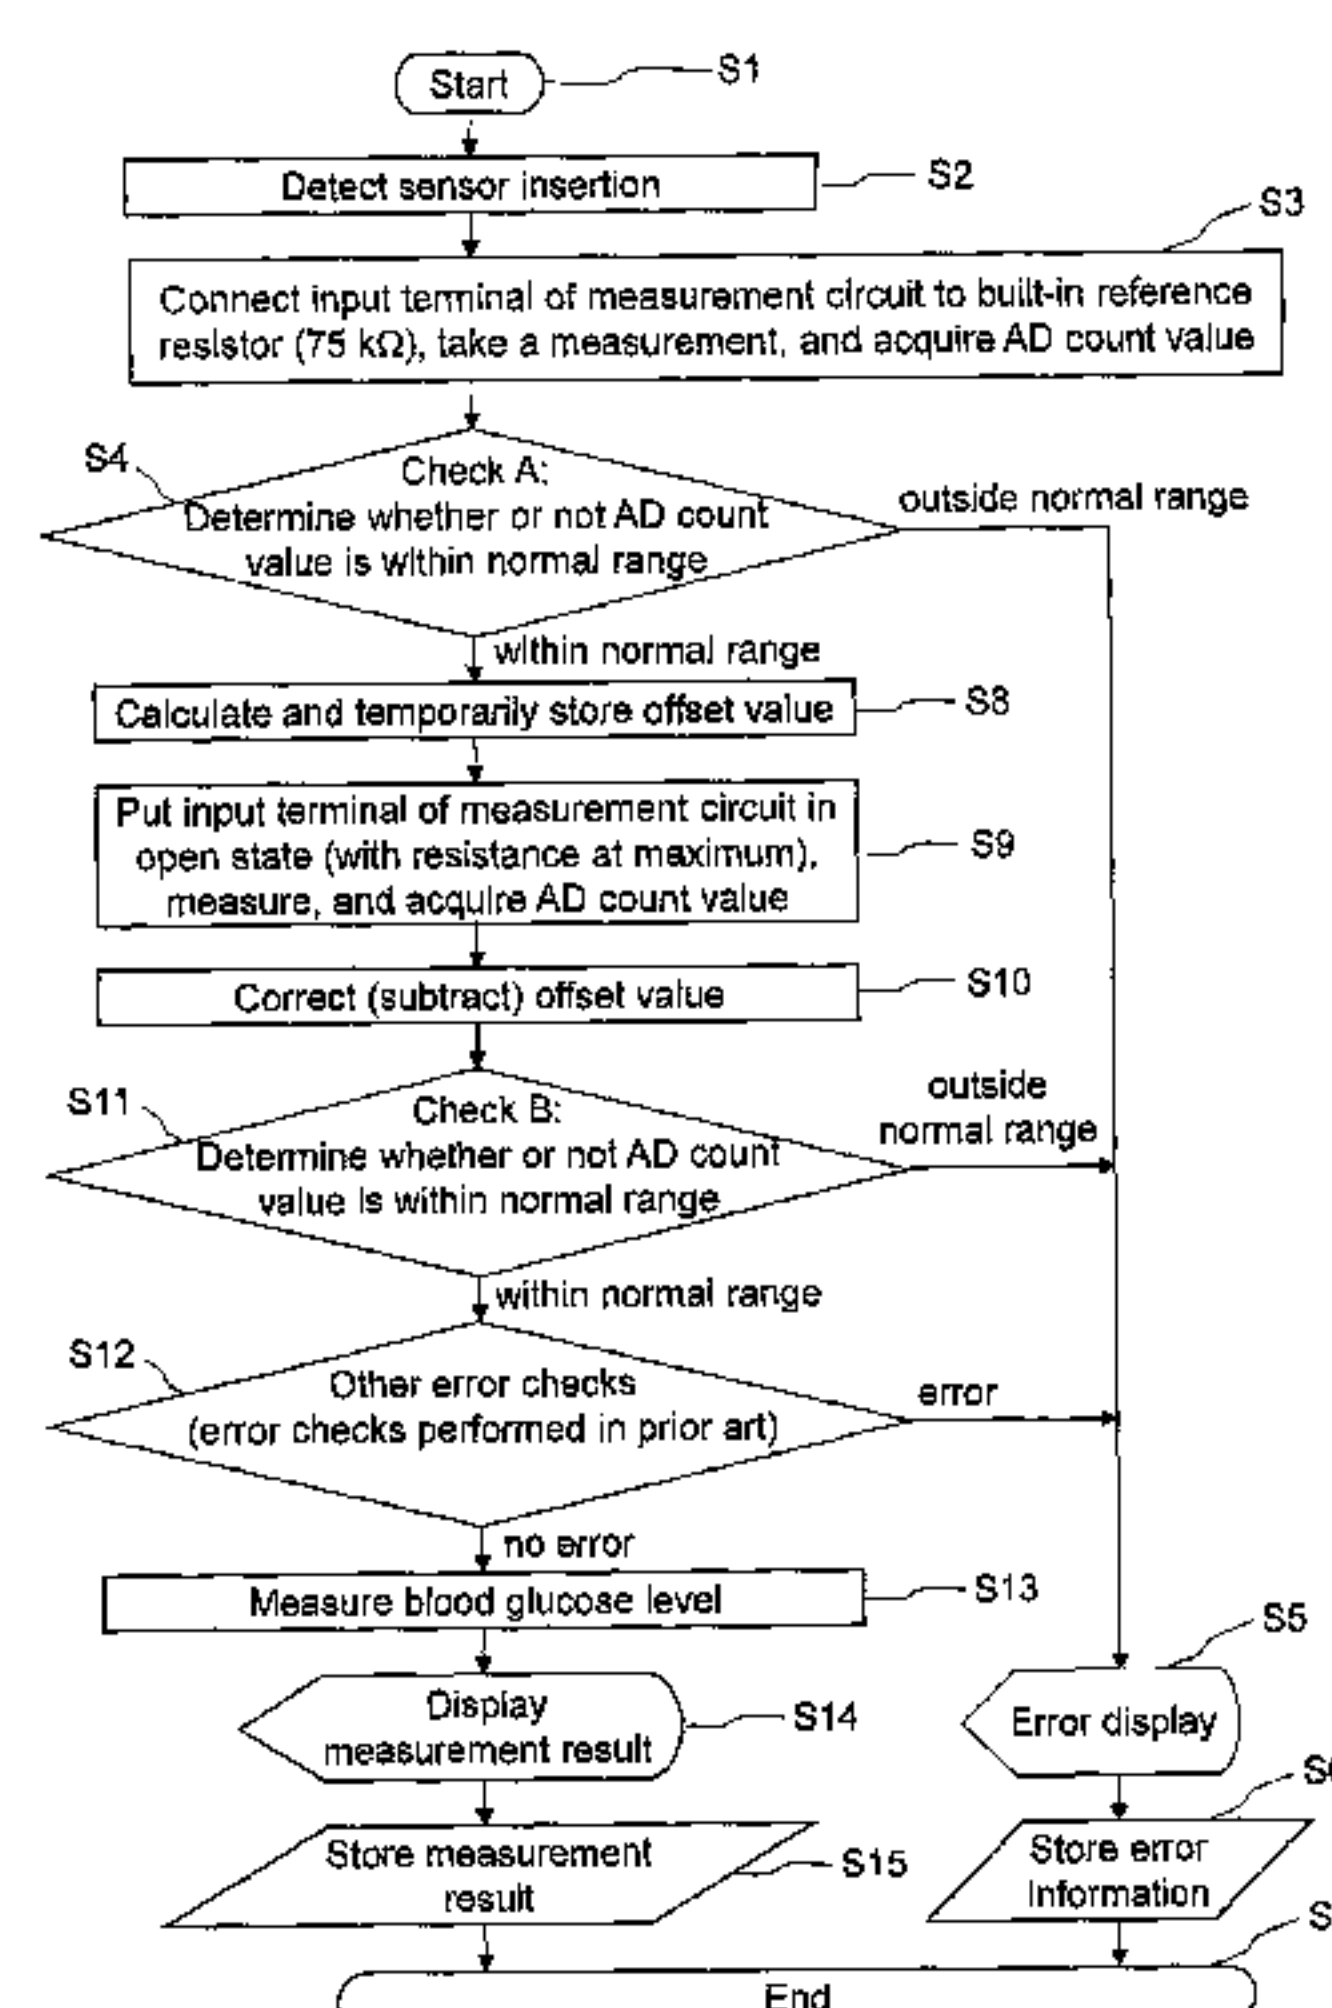 Start
S1
Detect sensor insertion
S2
S3
Connect input terminal of measurement circuit to built-in reference
resistor (75 kΩ), take a measurement, and acquire AD count value
S4
Check A:
Determine whether or not AD count
value is within normal range
outside normal range
within normal range
Calculate and temporarily store offset value
S8
Put input terminal of measurement circuit in
open state (with resistance at maximum),
measure, and acquire AD count value
S9
Correct (subtract) offset value
S10
S11
Check B:
Determine whether or not AD count
value is within normal range
outside
normal range
within normal range
S12
Other error checks
(error checks performed in prior art)
error
no error
Measure blood glucose level
S13
S5
Display
measurement result
S14
Error display
Store measurement
result
S15
Store error
Information
End